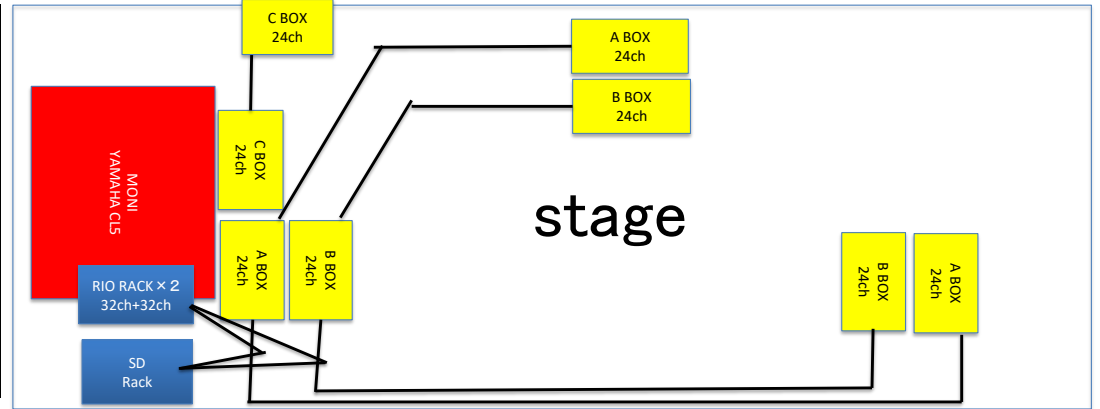 C BOX
24ch
A BOX
24ch
B BOX
24ch
C BOX
24ch
MONI
YAMAHA CL5
stage
A BOX
24ch
B BOX
24ch
B BOX
24ch
A BOX
24ch
RIO RACK×2
32ch+32ch
SD
Rack